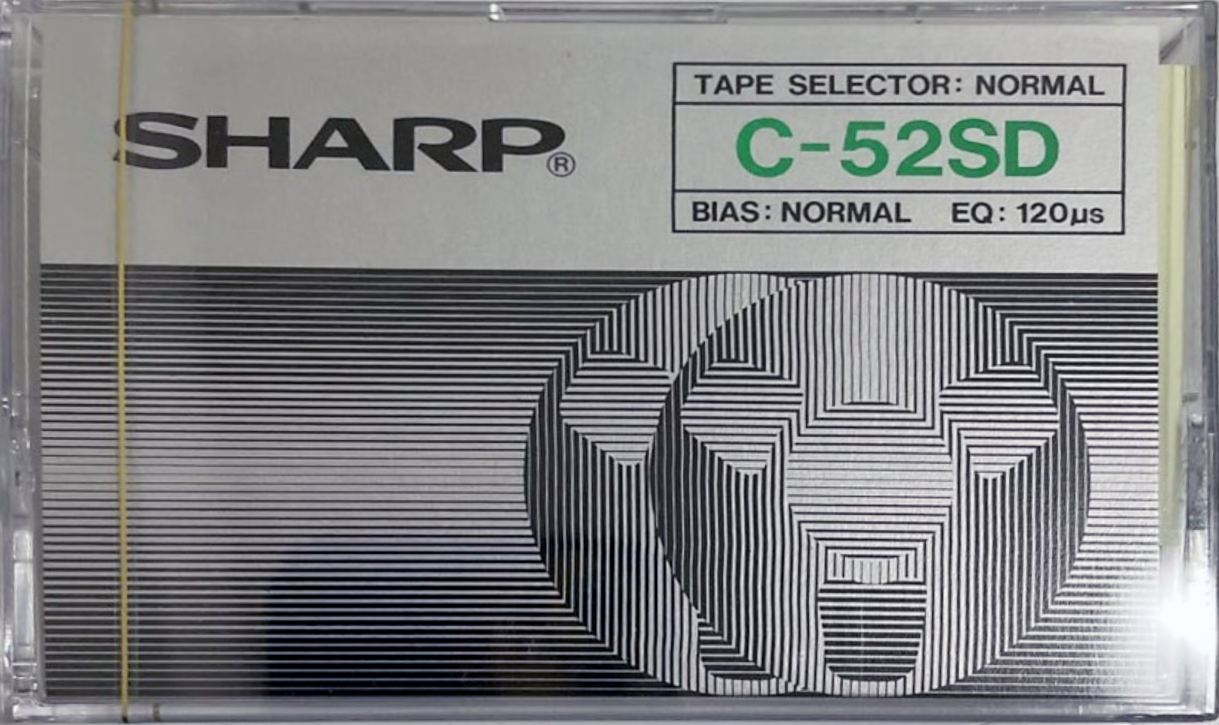 SHARP®
TAPE SELECTOR: NORMAL
C-52SD
BIAS: NORMAL EQ: 120µs